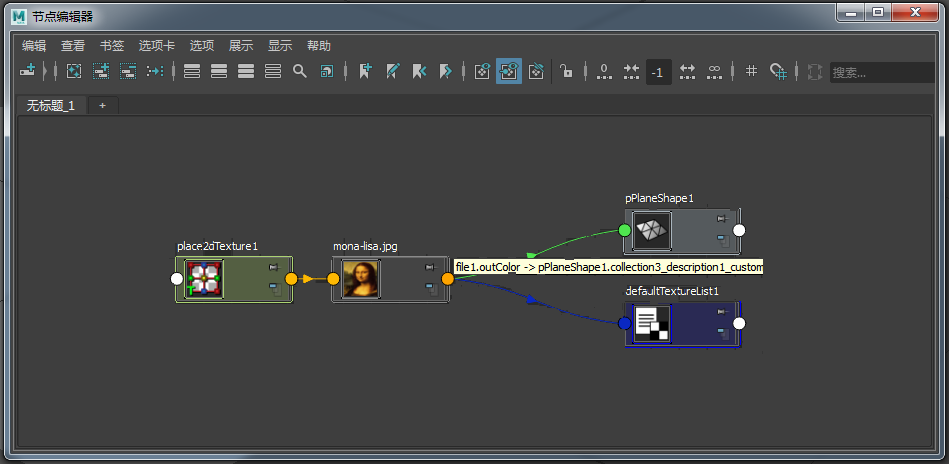 节点编辑器
编辑 查看 书签 选项卡 选项 展示 显示 帮助
0 -1 ∞ 搜索...
无标题_1 +
pPlaneShape1
place2dTexture1 mona-lisa.jpg
file1.outColor -> pPlaneShape1.collection3_description1_custom
defaultTextureList1